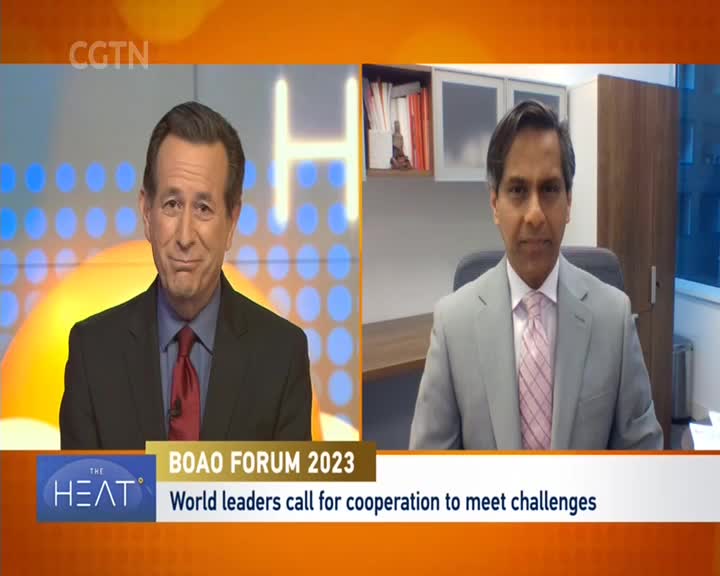 CGTN
H
BOAO FORUM 2023
THE
HEAT
World leaders call for cooperation to meet challenges